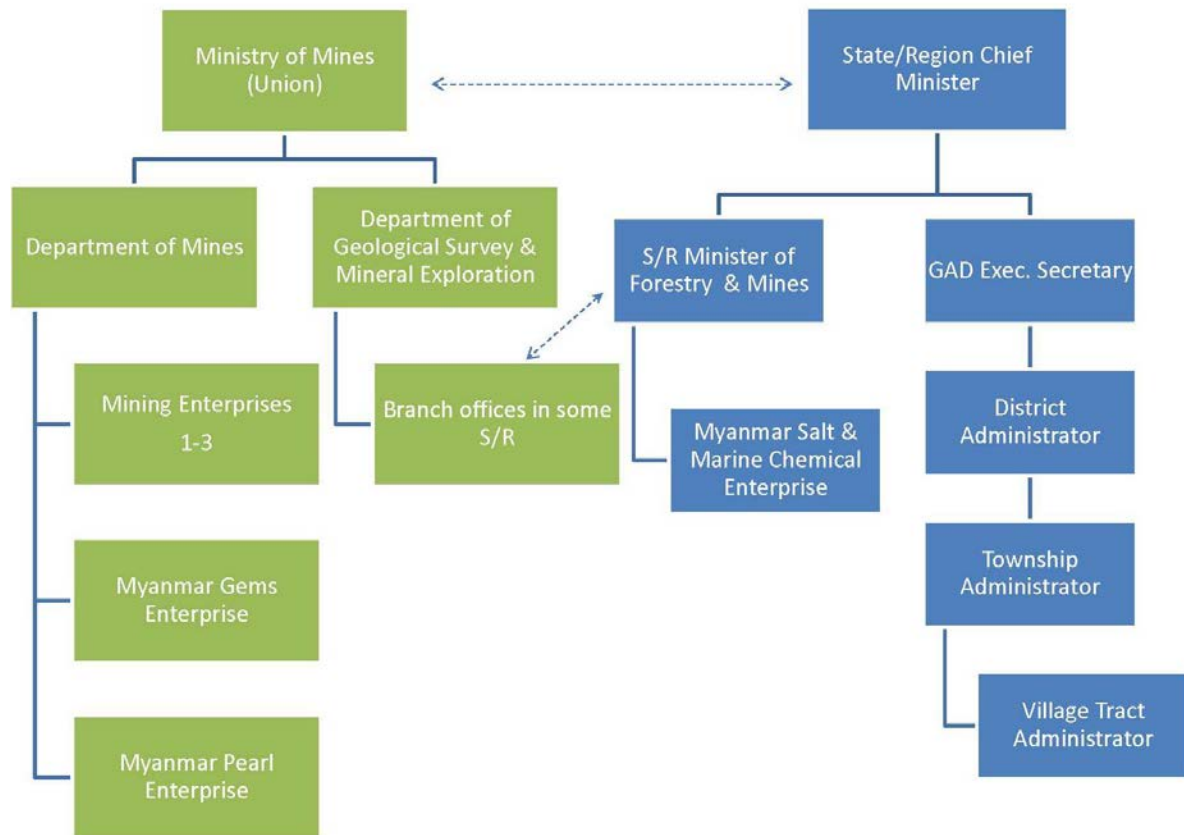 Ministry of Mines
(Union)
State/Region Chief
Minister
Department of Mines
Department of
Geological Survey &
Mineral Exploration
S/R Minister of
Forestry & Mines
GAD Exec. Secretary
Mining Enterprises
1-3
Branch offices in some
S/R
Myanmar Salt &
Marine Chemical
Enterprise
District
Administrator
Myanmar Gems
Enterprise
Township
Administrator
Myanmar Pearl
Enterprise
Village Tract
Administrator